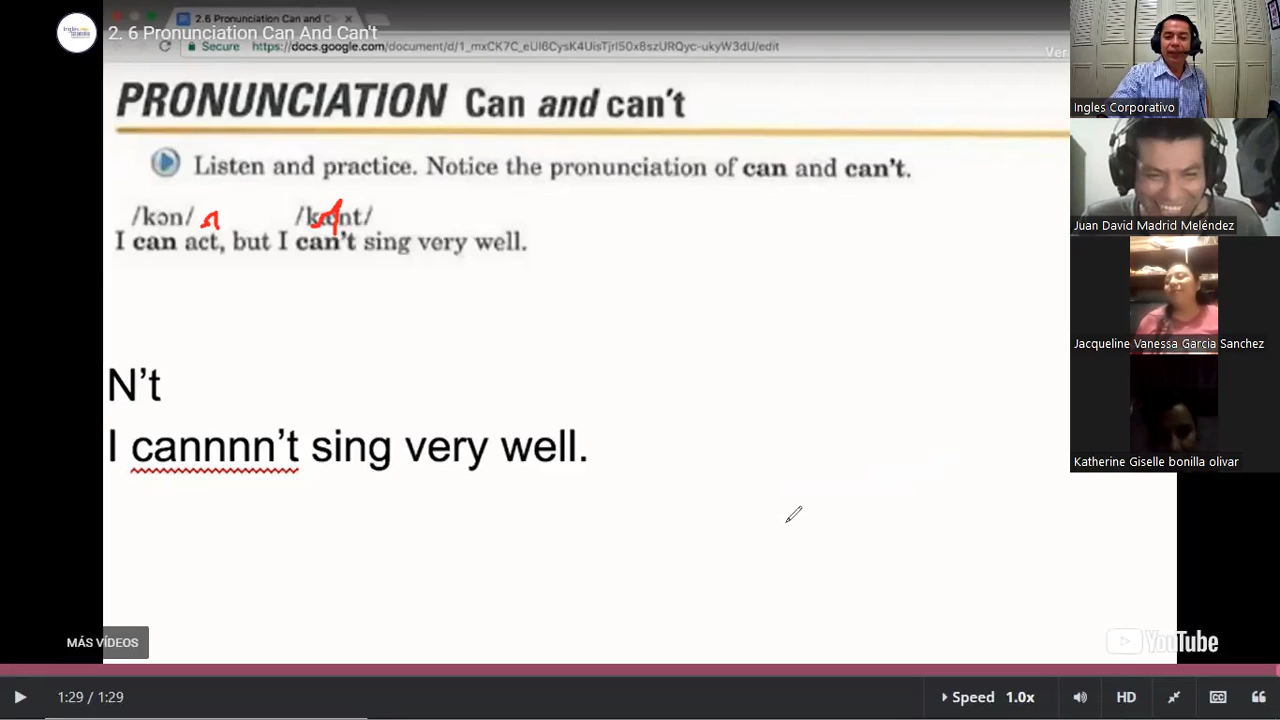 2.6 Pronunciation Can and C
2. 6 Pronunciation Can And Can't
Secure https://docs.google.com/document/d/1_mxCK7C_eUI6CysK4UisTjrI50x8szURQyc-ukyW3dU/edit
Ver
PRONUNCIATION Can and can't
Listen and practice. Notice the pronunciation of can and can't.
/kən/ /kænt/
I can act, but I can't sing very well.
N't
I cannnn't sing very well.
Ingles Corporativo
Juan David Madrid Meléndez
Jacqueline Vanessa Garcia Sanchez
Katherine Giselle bonilla olivar
MÁS VÍDEOS
YouTube
1:29 / 1:29
Speed 1.0x
HD
CC